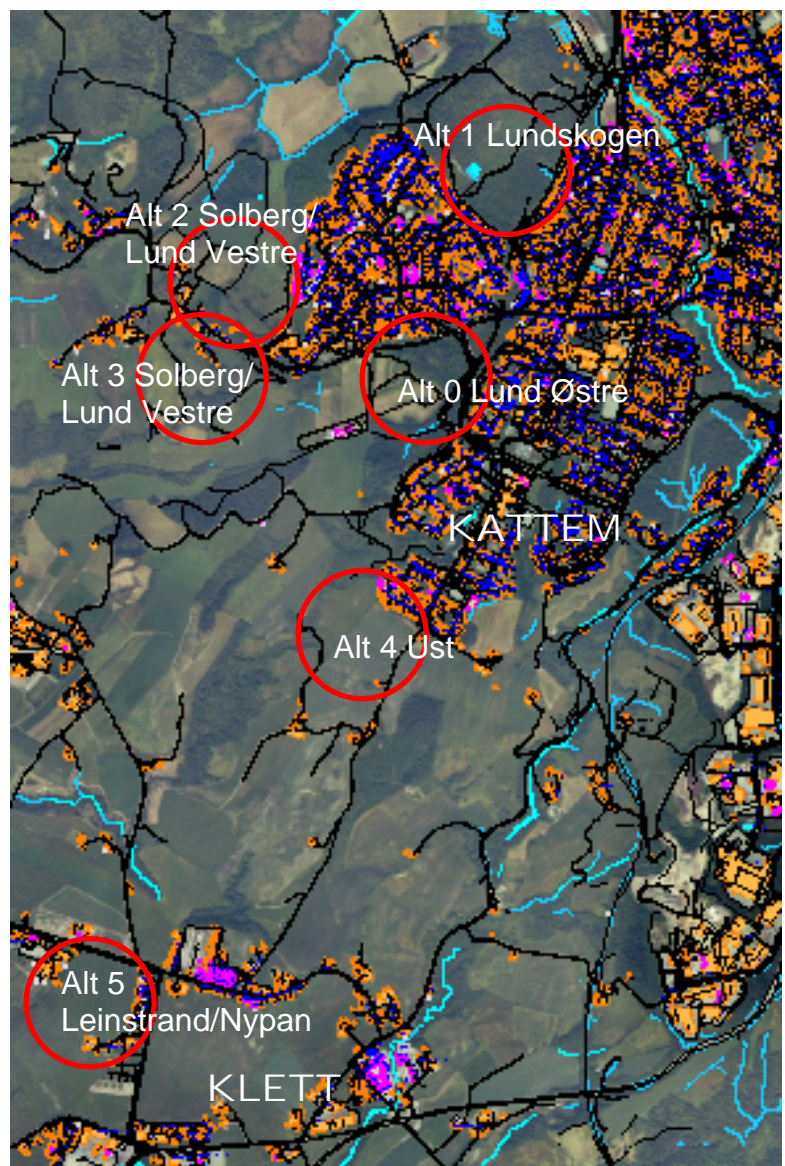 Alt 1 Lundskogen
Alt 2 Solberg/
Lund Vestre
Alt 3 Solberg/
Lund Vestre
Alt 0 Lund Østre
KATTEM
Alt 4 Ust
Alt 5
Leinstrand/Nypan
KLETT